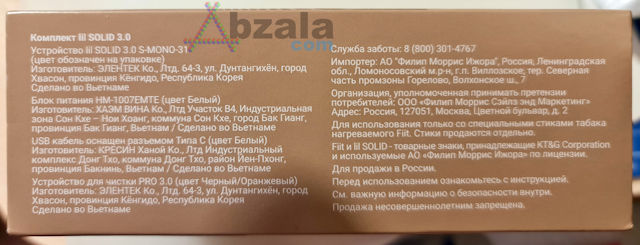 Abzala
.com
Комплект lil SOLID 3.0
Устройство lil SOLID 3.0 S-MONO-31
(цвет обозначен на упаковке)
Изготовитель: ЭЛЕНТЕК Ко., Лтд. 64-3, ул. Дунтангихён, город
Хвасон, провинция Кёнгидо, Республика Корея
Сделано во Вьетнаме
Блок питания HM-1007EMTE (цвет Белый)
Изготовитель: ХАЭМ ВИНА Ко., Лтд Участок B4, Индустриальная
зона Сон Кхе – Нои Хоанг, коммуна Сон Кхе, город Бак Гианг,
провинция Бак Гианг, Вьетнам / Сделано во Вьетнаме
USB кабель оснащен разъемом Типа C (цвет Белый)
Изготовитель: КРЕСИН Ханой Ко., Лтд Индустриальный
комплекс Донг Тхо, коммуна Донг Тхо, район Йен-Пхонг,
провинция Бакнинь, Вьетнам / Сделано во Вьетнаме
Устройство для чистки PRO 3.0 (цвет Черный/Оранжевый)
Изготовитель: ЭЛЕНТЕК Ко., Лтд. 64-3, ул. Дунтангихён, город
Хвасон, провинция Кёнгидо, Республика Корея
Сделано во Вьетнаме
Служба заботы: 8 (800) 301-4767
Импортер: АО "Филип Моррис Ижора", Россия, Ленинградская
обл., Ломоносовский м.р-н, г.п. Виллозское, тер. Северная
часть промзоны Горелово, Волхонское ш., 7
Организация, уполномоченная принимать претензии
потребителей: ООО «Филип Моррис Сэйлз энд Маркетинг»
Адрес: Россия, 127051, Москва, Цветной бульвар, д. 2
Для использования только со специальными стиками табака
нагреваемого Fiit. Стики продаются отдельно.
Fiit и lil SOLID - товарные знаки, принадлежащие KT&G Corporation
и используемые АО «Филип Моррис Ижора» по лицензии.
Для продажи в России.
Перед использованием ознакомьтесь с инструкцией.
См. важную информацию о безопасности внутри.
Продажа несовершеннолетним запрещена.